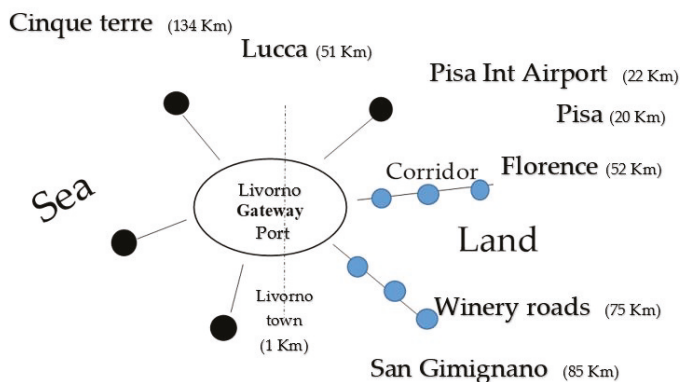 Cinque terre (134 Km)
Lucca (51 Km)
Pisa Int Airport (22 Km)
Pisa (20 Km)
Corridor
Florence (52 Km)
Sea
Livorno
Gateway
Port
Land
Livorno
town
(1 Km)
Winery roads (75 Km)
San Gimignano (85 Km)